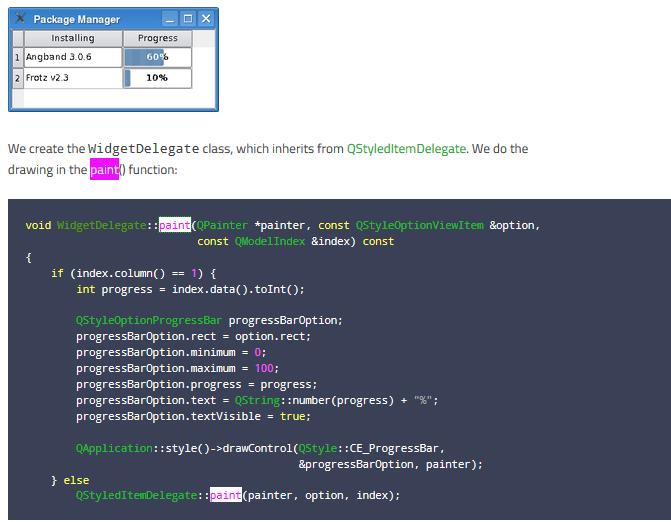 Package Manager
Installing Progress
1 Angband 3.0.6 60%
2 Frotz v2.3 10%
We create the WidgetDelegate class, which inherits from QStyledItemDelegate. We do the
drawing in the paint() function:
void WidgetDelegate::paint(QPainter *painter, const QStyleOptionViewItem &option,
                           const QModelIndex &index) const
{
    if (index.column() == 1) {
        int progress = index.data().toInt();
        QStyleOptionProgressBar progressBarOption;
        progressBarOption.rect = option.rect;
        progressBarOption.minimum = 0;
        progressBarOption.maximum = 100;
        progressBarOption.progress = progress;
        progressBarOption.text = QString::number(progress) + "%";
        progressBarOption.textVisible = true;
        QApplication::style()->drawControl(QStyle::CE_ProgressBar,
                                           &progressBarOption, painter);
    } else
        QStyledItemDelegate::paint(painter, option, index);